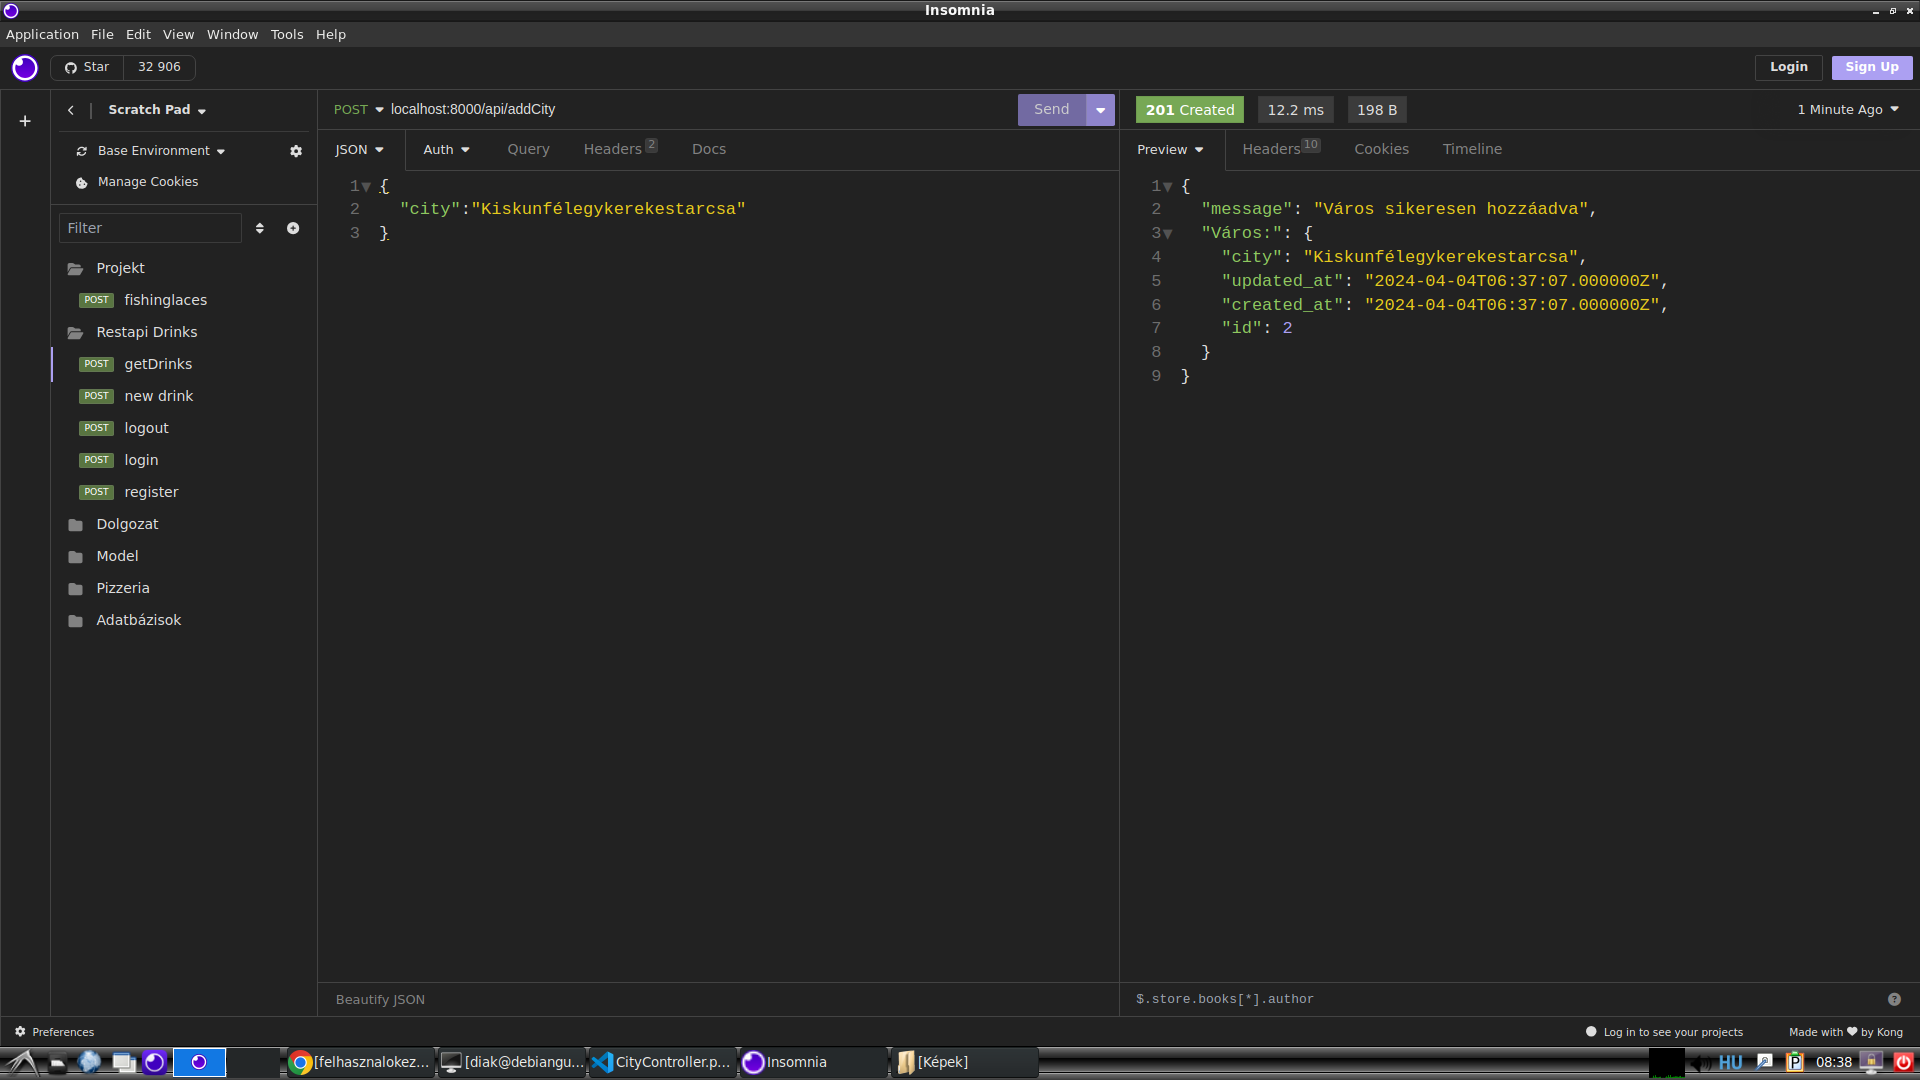 Insomnia
Application File Edit View Window Tools Help
Star 32 906 Login Sign Up
Scratch Pad
Base Environment
Manage Cookies
Filter
Projekt
POST fishinglaces
Restapi Drinks
POST getDrinks
POST new drink
POST logout
POST login
POST register
Dolgozat
Model
Pizzeria
Adatbázisok
POST localhost:8000/api/addCity Send
JSON Auth Query Headers 2 Docs
1 {
2 "city":"Kiskunfélegykerekestarcsa"
3 }
Beautify JSON
201 Created 12.2 ms 198 B 1 Minute Ago
Preview Headers 10 Cookies Timeline
1 {
2 "message": "Város sikeresen hozzáadva",
3 "Város:": {
4 "city": "Kiskunfélegykerekestarcsa",
5 "updated_at": "2024-04-04T06:37:07.000000Z",
6 "created_at": "2024-04-04T06:37:07.000000Z",
7 "id": 2
8 }
9 }
$.store.books[*].author
Preferences Log in to see your projects Made with ❤ by Kong
[felhasznalokez... [diak@debiangu... CityController.p... Insomnia [Képek] HU 08:38